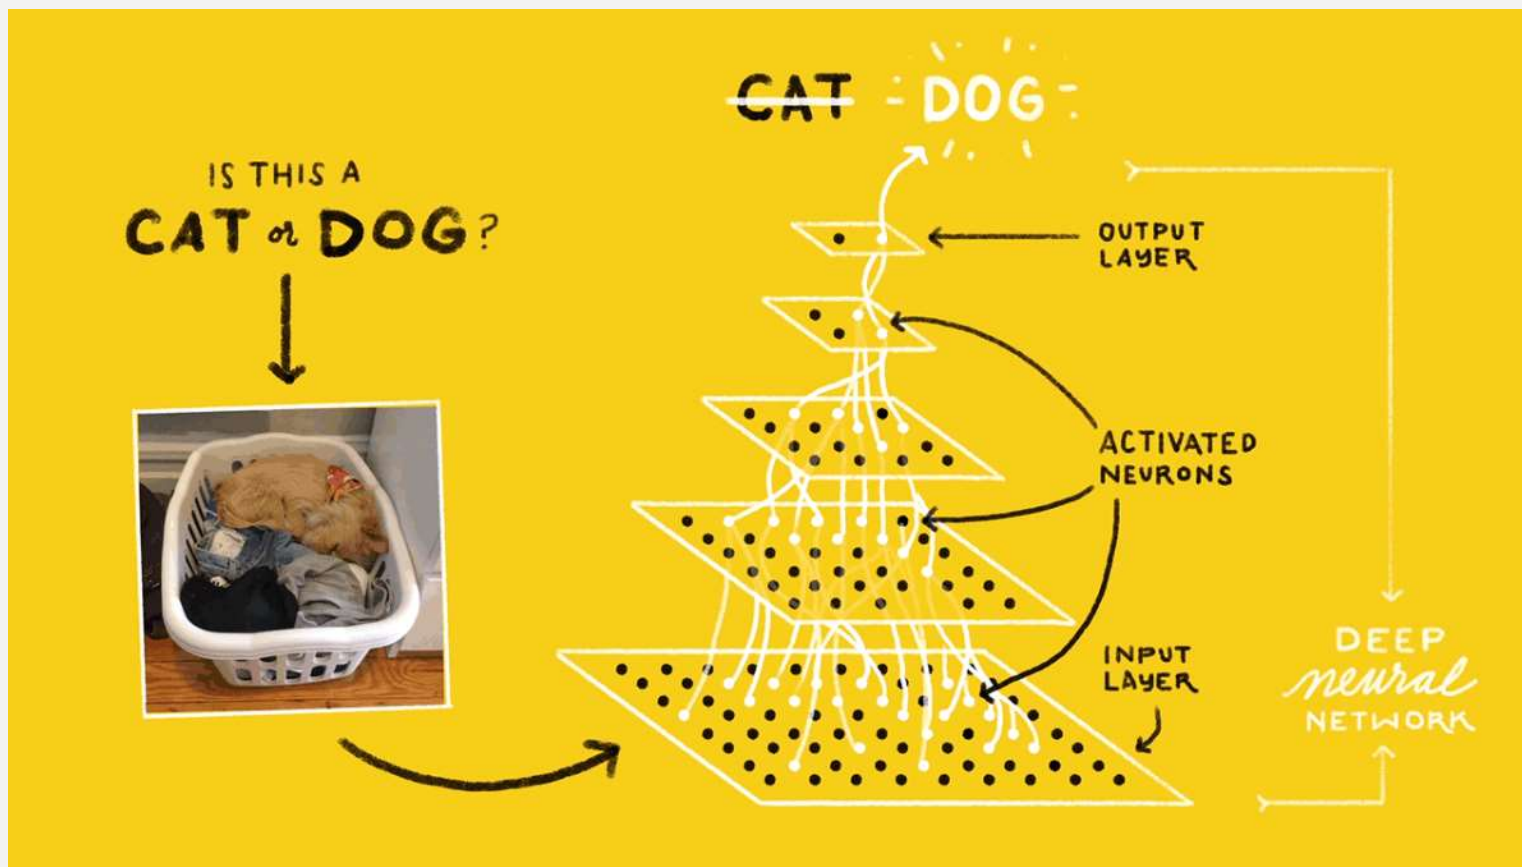 IS THIS A
CAT or DOG?
CAT DOG
OUTPUT
LAYER
ACTIVATED
NEURONS
INPUT
LAYER
DEEP
neural
NETWORK